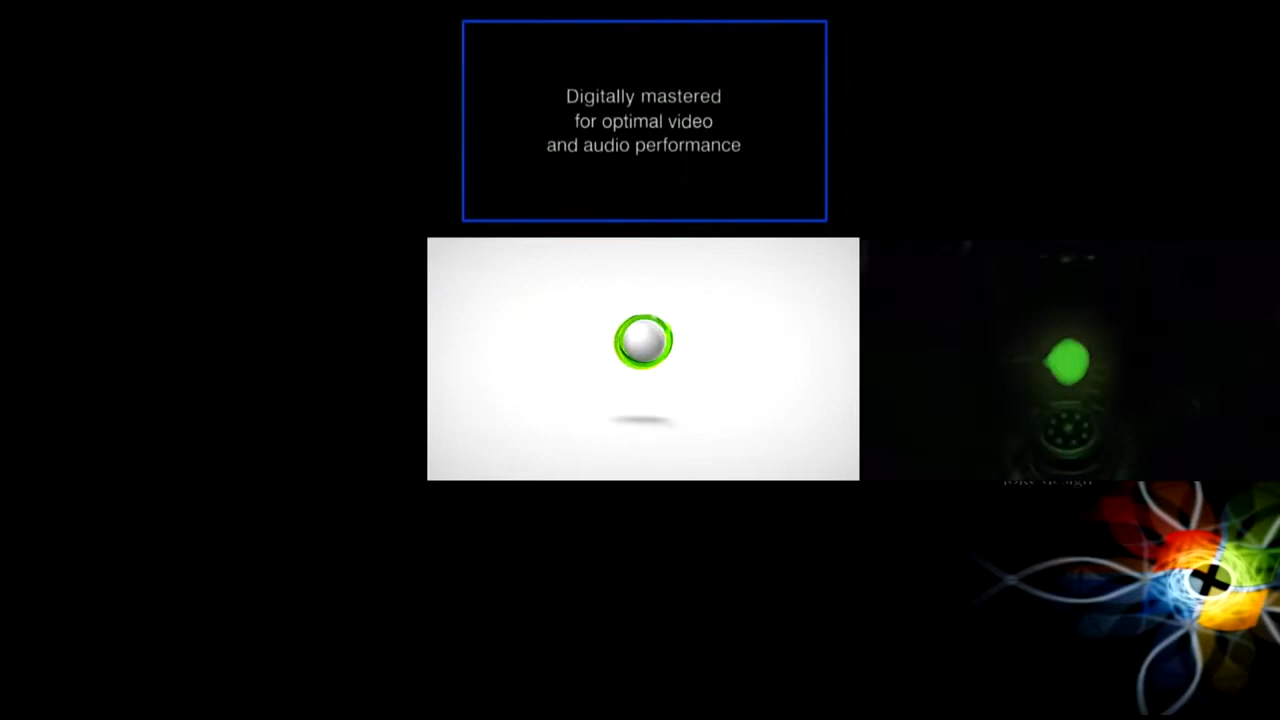 Digitally mastered
for optimal video
and audio performance